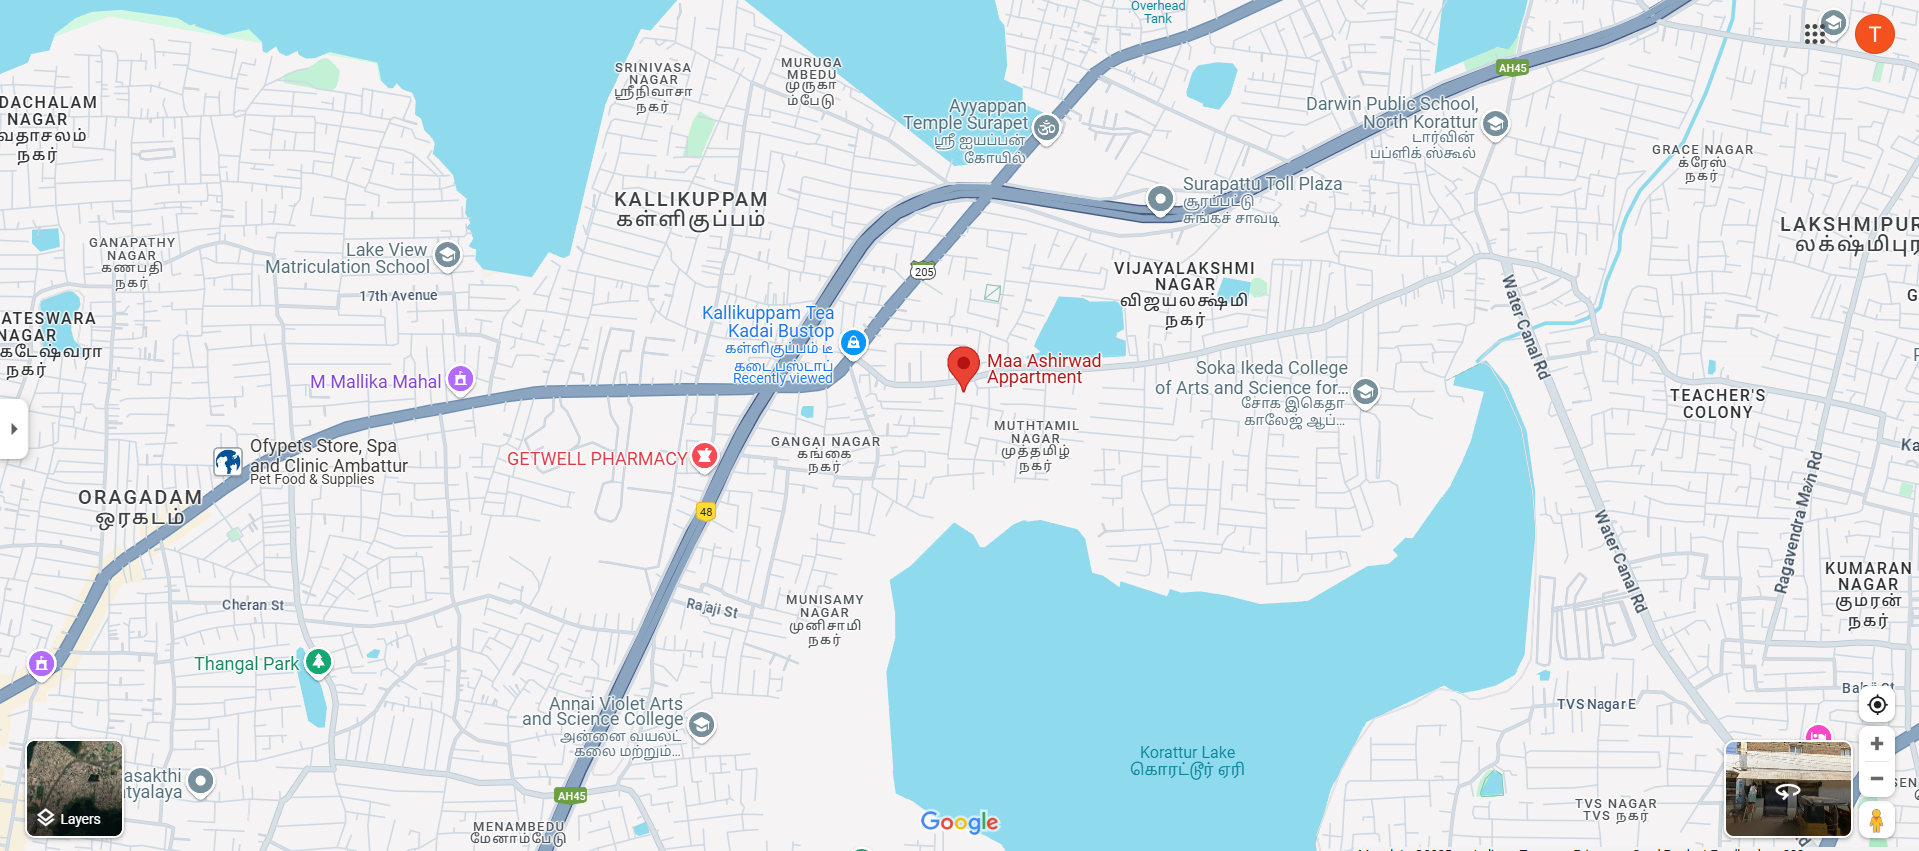 Overhead
Tank
T
AH45
SRINIVASA
NAGAR
ஸ்ரீநிவாசா
நகர்
MURUGA
MBEDU
முருகா
ம்பேடு
DACHALAM
NAGAR
வதாசலம்
நகர்
Ayyappan
Temple Surapet
ஸ்ரீ ஐயப்பன்
கோயில்
Darwin Public School,
North Korattur
டார்வின்
பப்ளிக் ஸ்கூல்
GRACE NAGAR
க்ரேஸ்
நகர்
KALLIKUPPAM
கள்ளிகுப்பம்
Surapattu Toll Plaza
சூரப்பட்டு
சுங்கச் சாவடி
LAKSHMIPUR
லக்ஷ்மிபுர
GANAPATHY
NAGAR
கணபதி
நகர்
Lake View
Matriculation School
17th Avenue
205
VIJAYALAKSHMI
NAGAR
விஜயலக்ஷ்மி
நகர்
Water Canal Rd
G
ATESWARA
NAGAR
கடேஷ்வரா
நகர்
Kallikuppam Tea
Kadai Bustop
கள்ளிகுப்பம் டீ
கடை பஸ்டாப்
Recently viewed
Maa Ashirwad
Appartment
Soka Ikeda College
of Arts and Science for...
சோக இகெதா
காலேஜ் ஆப்...
M Mallika Mahal
TEACHER'S
COLONY
MUTHTAMIL
NAGAR
முத்தமிழ்
நகர்
GANGAI NAGAR
கங்கை
நகர்
Ofypets Store, Spa
and Clinic Ambattur
Pet Food & Supplies
GETWELL PHARMACY
Ka
Ragavendra Main Rd
ORAGADAM
ஒரகடம்
48
Water Canal Rd
KUMARAN
NAGAR
குமரன்
நகர்
Cheran St
Rajaji St
MUNISAMY
NAGAR
முனிசாமி
நகர்
Thangal Park
TVS Nagar E
Annai Violet Arts
and Science College
அன்னை வயலட்
கலை மற்றும்...
Korattur Lake
கொரட்டூர் ஏரி
asakthi
tyalaya
Layers
AH45
MENAMBEDU
மேனாம்பேடு
Google
TVS NAGAR
TVS நகர்